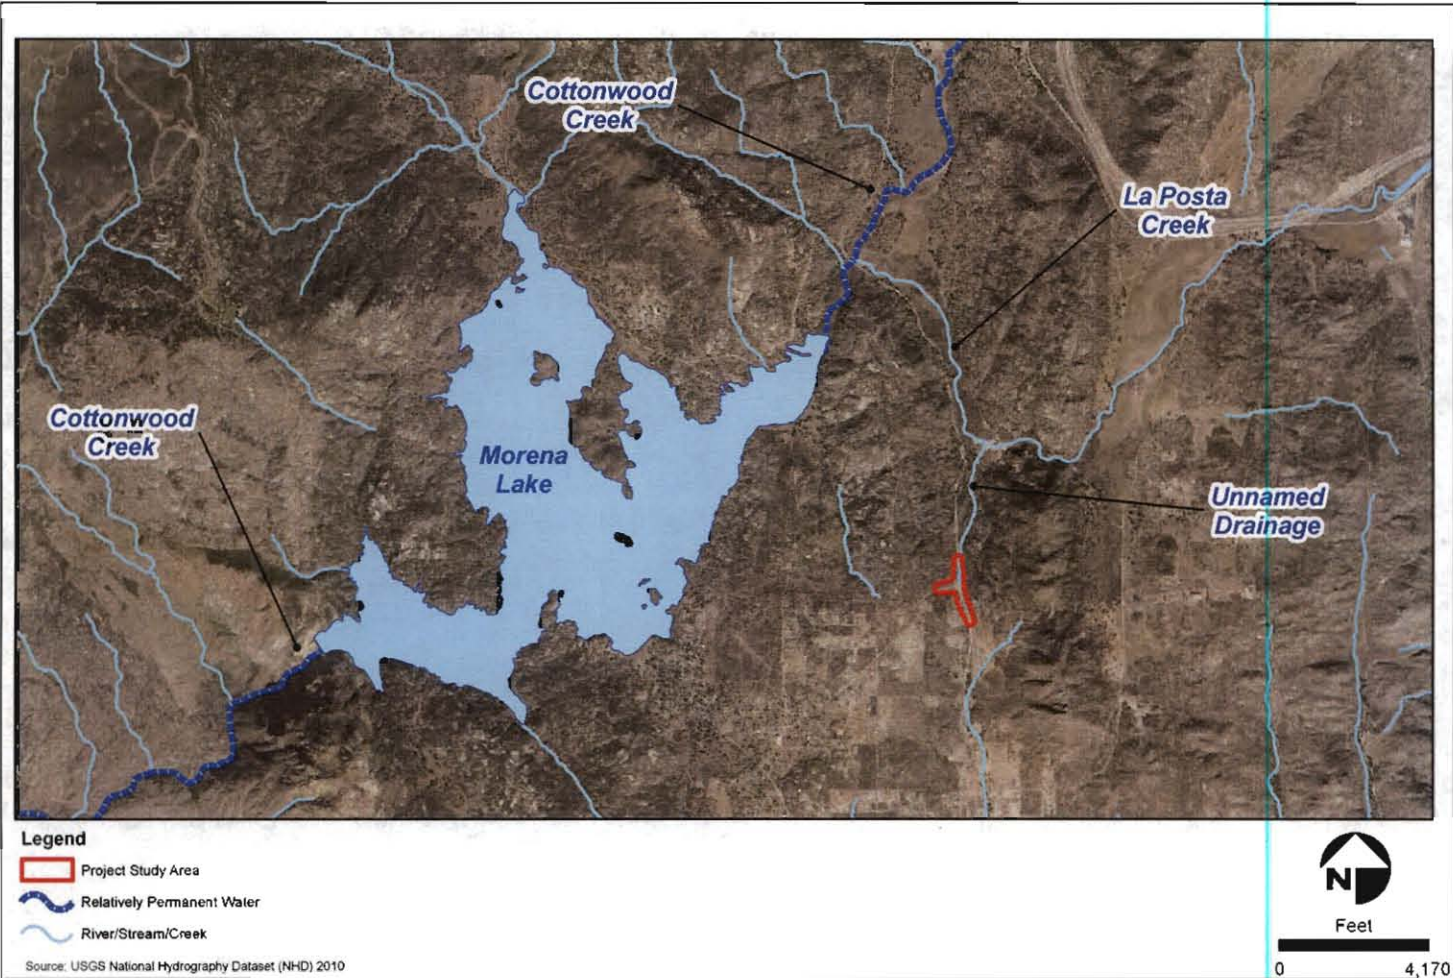 Cottonwood
Creek
La Posta
Creek
Cottonwood
Creek
Morena
Lake
Unnamed
Drainage
Legend
Project Study Area
Relatively Permanent Water
River/Stream/Creek
Source: USGS National Hydrography Dataset (NHD) 2010
N
Feet
0 4,170